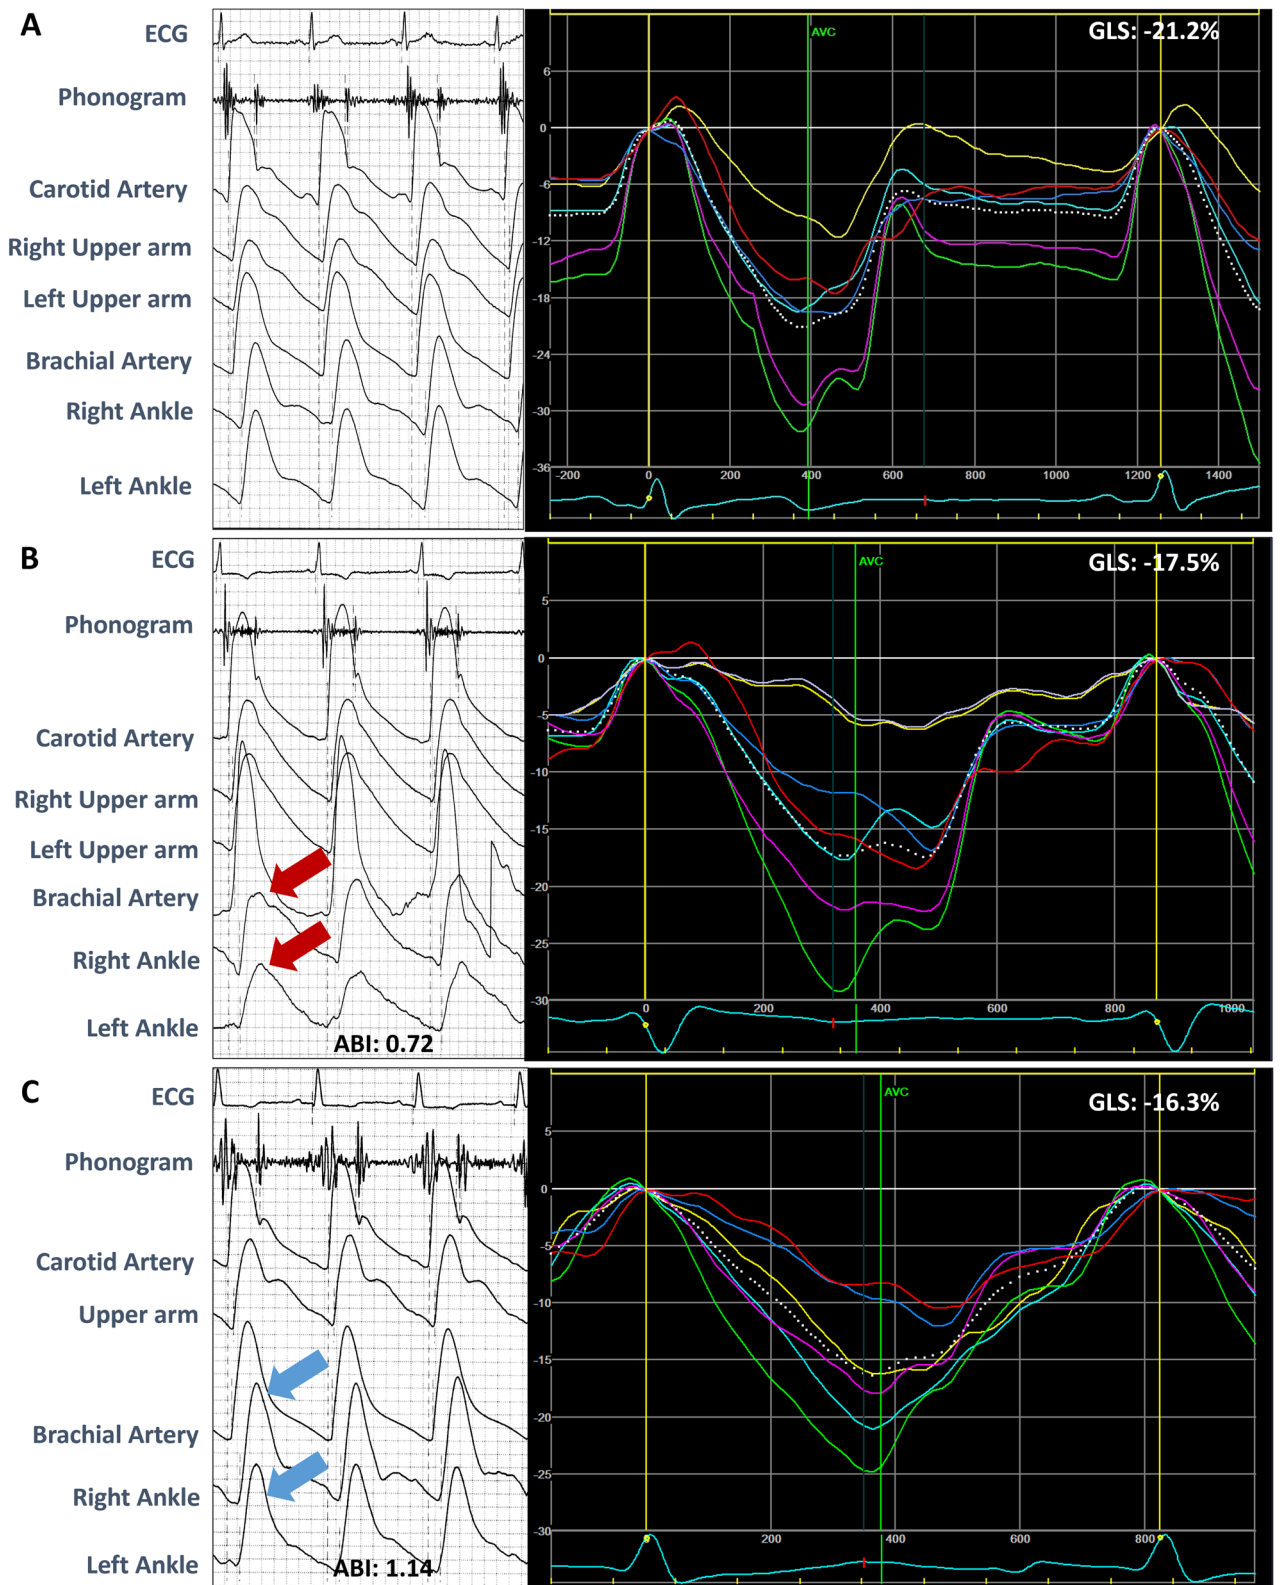 A
ECG
Phonogram
Carotid Artery
Right Upper arm
Left Upper arm
Brachial Artery
Right Ankle
Left Ankle
AVC
GLS: -21.2%
6
0
-6
-12
-18
-24
-30
-36
-200 0 200 400 600 800 1000 1200 1400
B
ECG
Phonogram
Carotid Artery
Right Upper arm
Left Upper arm
Brachial Artery
Right Ankle
Left Ankle
ABI: 0.72
AVC
GLS: -17.5%
5
0
-5
-10
-15
-20
-25
-30
0 200 400 600 800 1000
C
ECG
Phonogram
Carotid Artery
Upper arm
Brachial Artery
Right Ankle
Left Ankle
ABI: 1.14
AVC
GLS: -16.3%
5
0
-5
-10
-15
-20
-25
-30
200 400 600 800